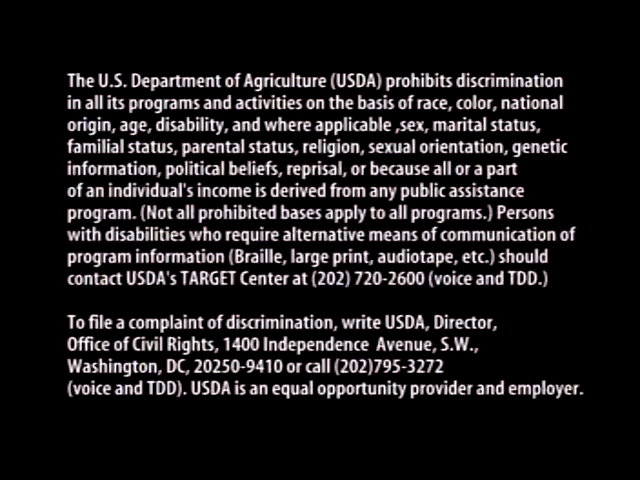 The U.S. Department of Agriculture (USDA) prohibits discrimination
in all its programs and activities on the basis of race, color, national
origin, age, disability, and where applicable ,sex, marital status,
familial status, parental status, religion, sexual orientation, genetic
information, political beliefs, reprisal, or because all or a part
of an individual's income is derived from any public assistance
program. (Not all prohibited bases apply to all programs.) Persons
with disabilities who require alternative means of communication of
program information (Braille, large print, audiotape, etc.) should
contact USDA's TARGET Center at (202) 720-2600 (voice and TDD.)
To file a complaint of discrimination, write USDA, Director,
Office of Civil Rights, 1400 Independence Avenue, S.W.,
Washington, DC, 20250-9410 or call (202)795-3272
(voice and TDD). USDA is an equal opportunity provider and employer.